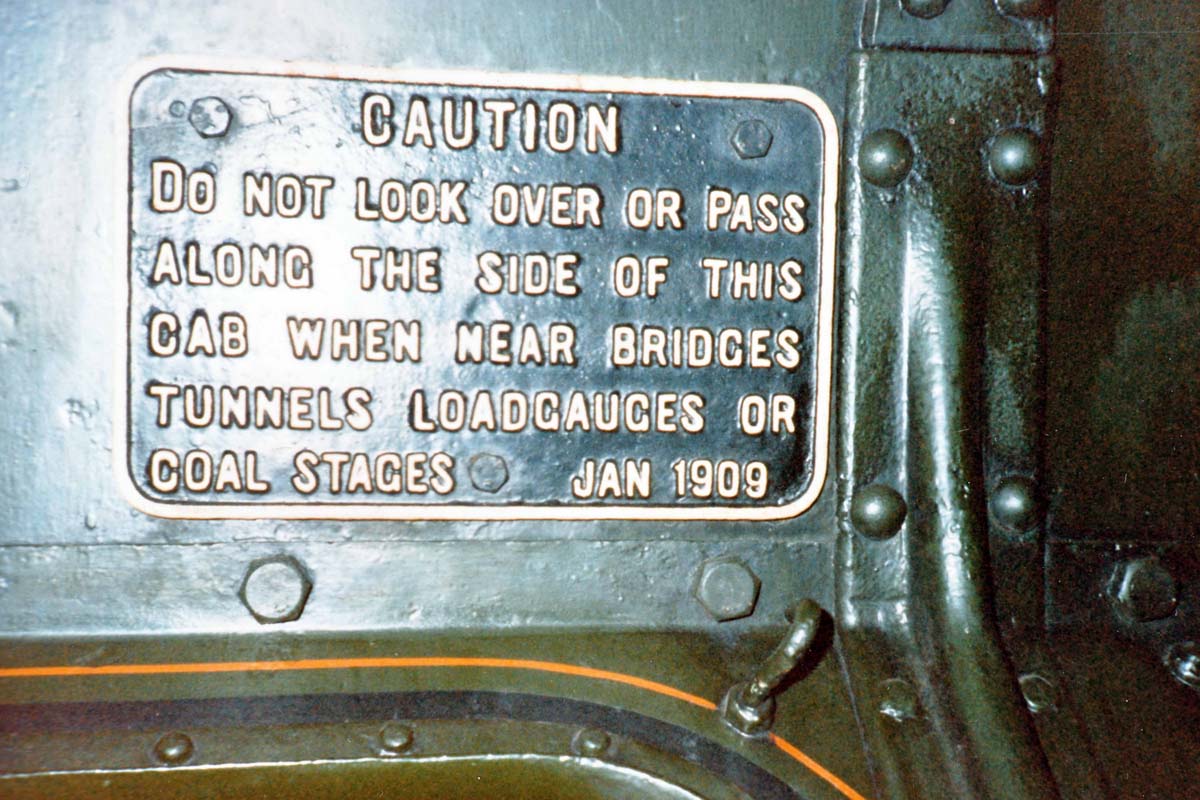 CAUTION
DO NOT LOOK OVER OR PASS
ALONG THE SIDE OF THIS
CAB WHEN NEAR BRIDGES
TUNNELS LOADGAUGES OR
COAL STAGES JAN 1909